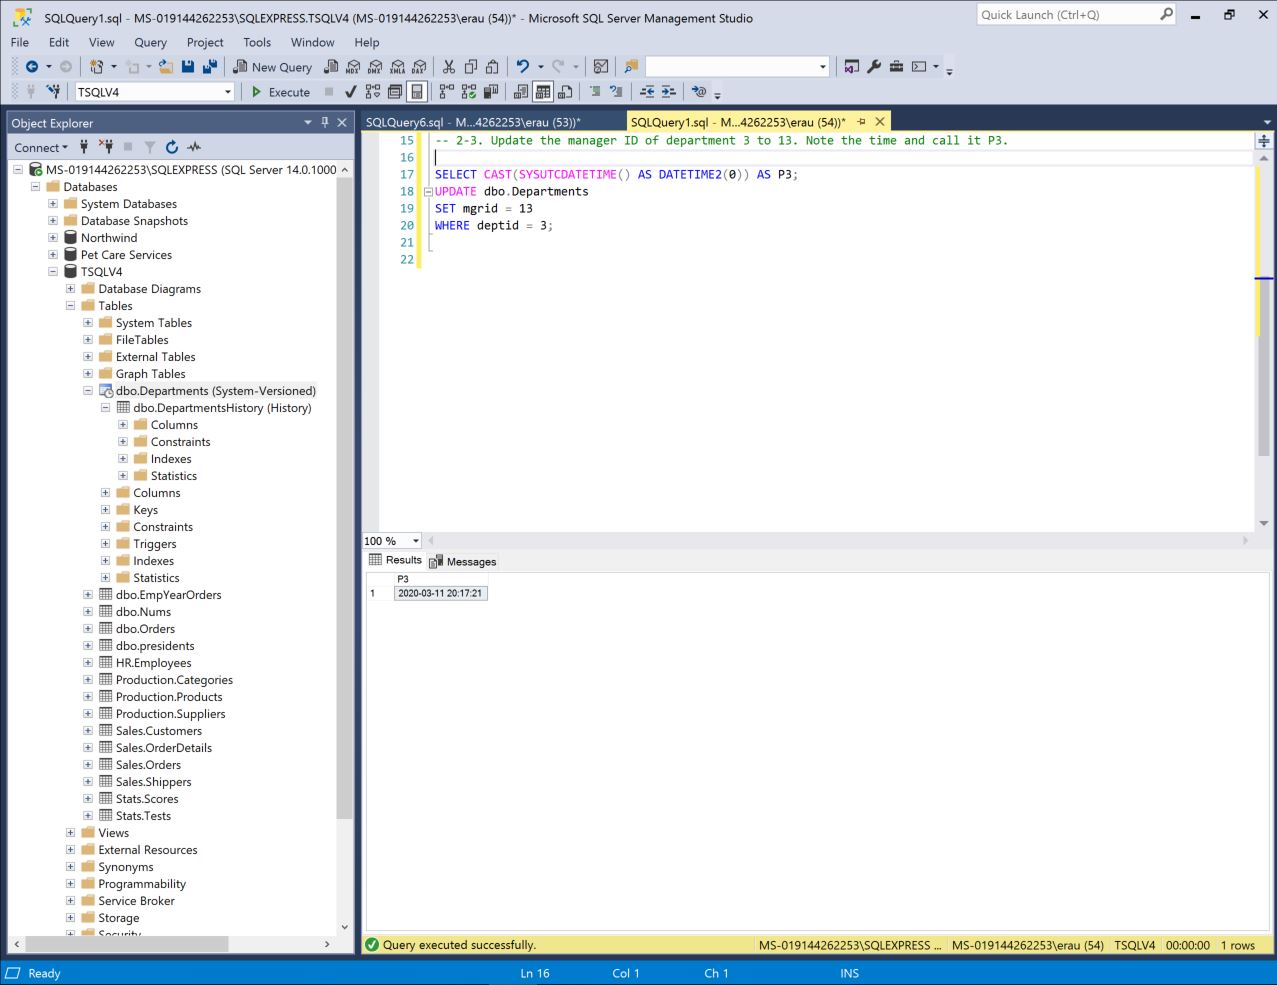 SQLQuery1.sql - MS-019144262253\SQLEXPRESS.TSQLV4 (MS-019144262253\erau (54))* - Microsoft SQL Server Management Studio
Quick Launch (Ctrl+Q)
File Edit View Query Project Tools Window Help
New Query MDX DMX XMLA DAX
TSQLV4 Execute
Object Explorer
Connect
MS-019144262253\SQLEXPRESS (SQL Server 14.0.1000
Databases
System Databases
Database Snapshots
Northwind
Pet Care Services
TSQLV4
Database Diagrams
Tables
System Tables
FileTables
External Tables
Graph Tables
dbo.Departments (System-Versioned)
dbo.DepartmentsHistory (History)
Columns
Constraints
Indexes
Statistics
Columns
Keys
Constraints
Triggers
Indexes
Statistics
dbo.EmpYearOrders
dbo.Nums
dbo.Orders
dbo.presidents
HR.Employees
Production.Categories
Production.Products
Production.Suppliers
Sales.Customers
Sales.OrderDetails
Sales.Orders
Sales.Shippers
Stats.Scores
Stats.Tests
Views
External Resources
Synonyms
Programmability
Service Broker
Storage
Security
SQLQuery6.sql - M...4262253\erau (53))*
SQLQuery1.sql - M...4262253\erau (54))*
15 -- 2-3. Update the manager ID of department 3 to 13. Note the time and call it P3.
16
17 SELECT CAST(SYSUTCDATETIME() AS DATETIME2(0)) AS P3;
18 UPDATE dbo.Departments
19 SET mgrid = 13
20 WHERE deptid = 3;
21
22
100 %
Results Messages
P3
1 2020-03-11 20:17:21
Query executed successfully. MS-019144262253\SQLEXPRESS ... MS-019144262253\erau (54) TSQLV4 00:00:00 1 rows
Ready Ln 16 Col 1 Ch 1 INS